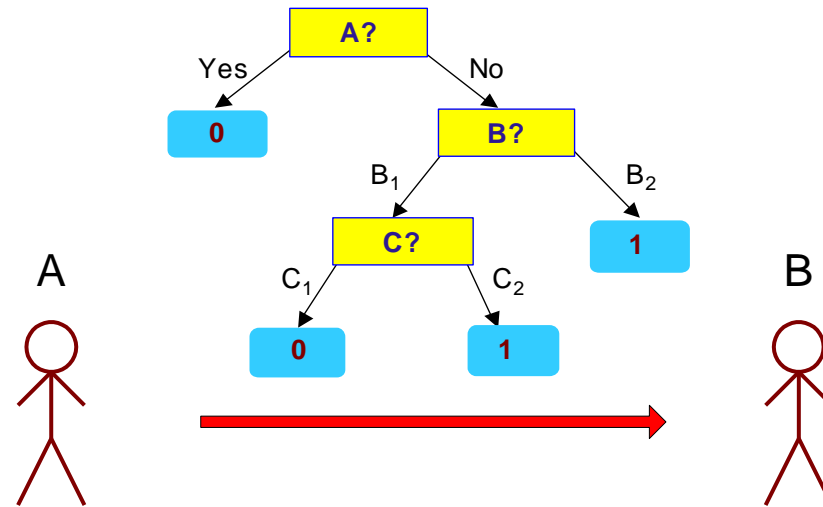 A?
Yes No
0
B?
B₁ B₂
C?
1
A B
C₁ C₂
0 1